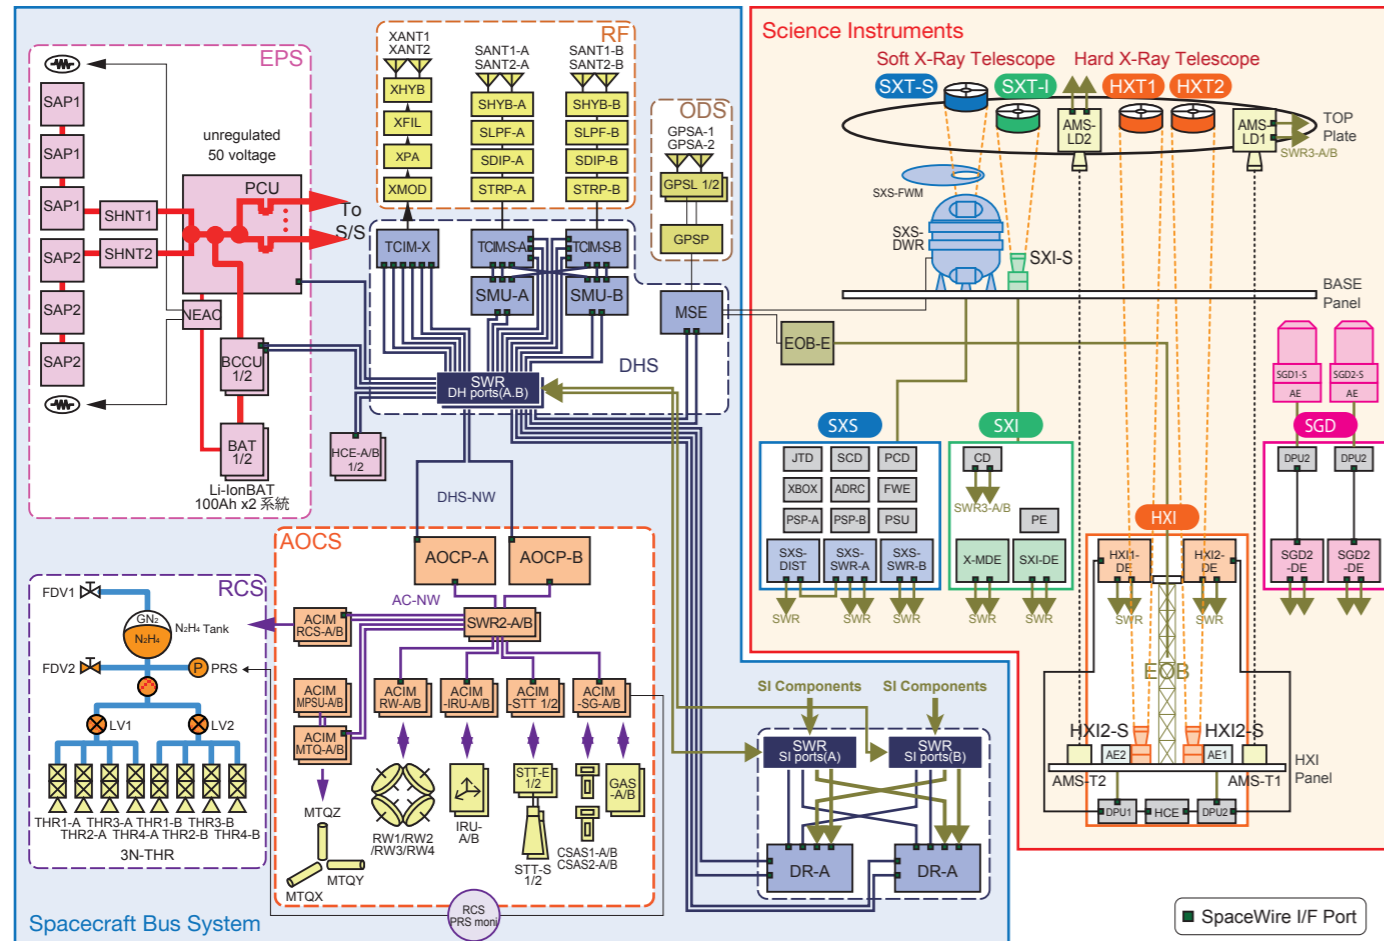 EPS
SAP1
SAP1
SAP1
SAP2
SAP2
SAP2
SHNT1
SHNT2
unregulated
50 voltage
PCU
To
S/S
NEAC
BCCU
1/2
BAT
1/2
Li-IonBAT
100Ah x2 系統
HCE-A/B
1/2
RF
XANT1
XANT2
XHYB
XFIL
XPA
XMOD
SANT1-A
SANT2-A
SHYB-A
SLPF-A
SDIP-A
STRP-A
SANT1-B
SANT2-B
SHYB-B
SLPF-B
SDIP-B
STRP-B
ODS
GPSA-1
GPSA-2
GPSL 1/2
GPSP
TCIM-X
TCIM-S-A
TCIM-S-B
SMU-A
SMU-B
MSE
DHS
SWR
DH ports(A.B)
DHS-NW
EOB-E
AOCS
AOCP-A
AOCP-B
AC-NW
SWR2-A/B
ACIM
RCS-A/B
ACIM
MPSU-A/B
ACIM
MTQ-A/B
ACIM
RW-A/B
ACIM
-IRU-A/B
ACIM
-STT 1/2
ACIM
-SG-A/B
MTQZ
MTQY
MTQX
RW1/RW2
/RW3/RW4
IRU-
A/B
STT-E
1/2
STT-S
1/2
CSAS1-A/B
CSAS2-A/B
GAS
-A/B
RCS
PRS moni
RCS
FDV1
GN2
N2H4
N2H4 Tank
FDV2
P
PRS
LV1
LV2
THR1-A THR3-A THR1-B THR3-B
THR2-A THR4-A THR2-B THR4-B
3N-THR
Spacecraft Bus System
SI Components
SI Components
SWR
SI ports(A)
SWR
SI ports(B)
DR-A
DR-A
Science Instruments
Soft X-Ray Telescope
Hard X-Ray Telescope
SXT-S
SXT-I
HXT1
HXT2
AMS-
LD2
AMS-
LD1
TOP
Plate
SWR3-A/B
SXS-FWM
SXS-
DWR
SXI-S
BASE
Panel
SXS
JTD
SCD
PCD
XBOX
ADRC
FWE
PSP-A
PSP-B
PSU
SXS-
DIST
SXS-
SWR-A
SXS-
SWR-B
SWR
SWR
SXI
CD
SWR3-A/B
PE
X-MDE
SXI-DE
SWR
SWR
HXI
HXI1-
DE
HXI2-
DE
SWR
SWR
EOB
HXI2-S
HXI2-S
AE2
AE1
AMS-T2
AMS-T1
HXI
Panel
DPU1
HCE
DPU2
SGD1-S
AE
SGD2-S
AE
SGD
DPU2
DPU2
SGD2
-DE
SGD2
-DE
SpaceWire I/F Port